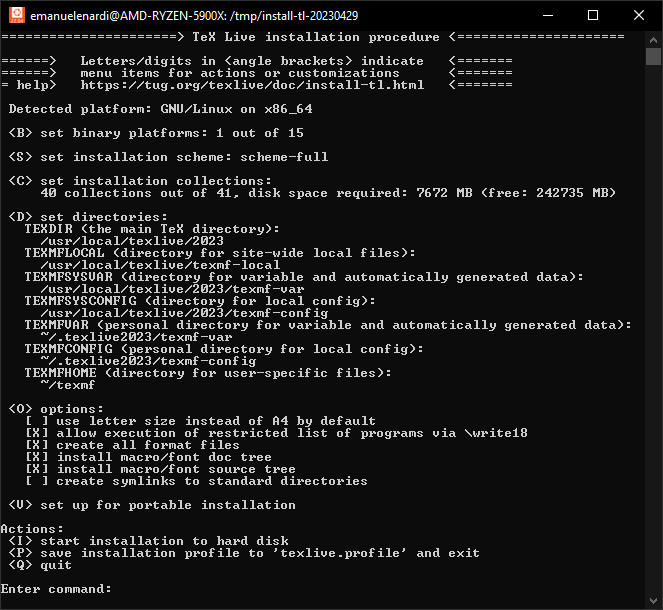 emanuelenardi@AMD-RYZEN-5900X: /tmp/install-tl-20230429
======================> TeX Live installation procedure <=====================
======>   Letters/digits in <angle brackets> indicate   <=======
======>   menu items for actions or customizations      <=======
= help>   https://tug.org/texlive/doc/install-tl.html   <=======
Detected platform: GNU/Linux on x86_64
<B> set binary platforms: 1 out of 15
<S> set installation scheme: scheme-full
<C> set installation collections:
40 collections out of 41, disk space required: 7672 MB (free: 242735 MB)
<D> set directories:
TEXDIR (the main TeX directory):
/usr/local/texlive/2023
TEXMFLOCAL (directory for site-wide local files):
/usr/local/texlive/texmf-local
TEXMFSYSVAR (directory for variable and automatically generated data):
/usr/local/texlive/2023/texmf-var
TEXMFSYSCONFIG (directory for local config):
/usr/local/texlive/2023/texmf-config
TEXMFVAR (personal directory for variable and automatically generated data):
~/.texlive2023/texmf-var
TEXMFCONFIG (personal directory for local config):
~/.texlive2023/texmf-config
TEXMFHOME (directory for user-specific files):
~/texmf
<O> options:
[ ] use letter size instead of A4 by default
[X] allow execution of restricted list of programs via \write18
[X] create all format files
[X] install macro/font doc tree
[X] install macro/font source tree
[ ] create symlinks to standard directories
<V> set up for portable installation
Actions:
<I> start installation to hard disk
<P> save installation profile to 'texlive.profile' and exit
<Q> quit
Enter command: